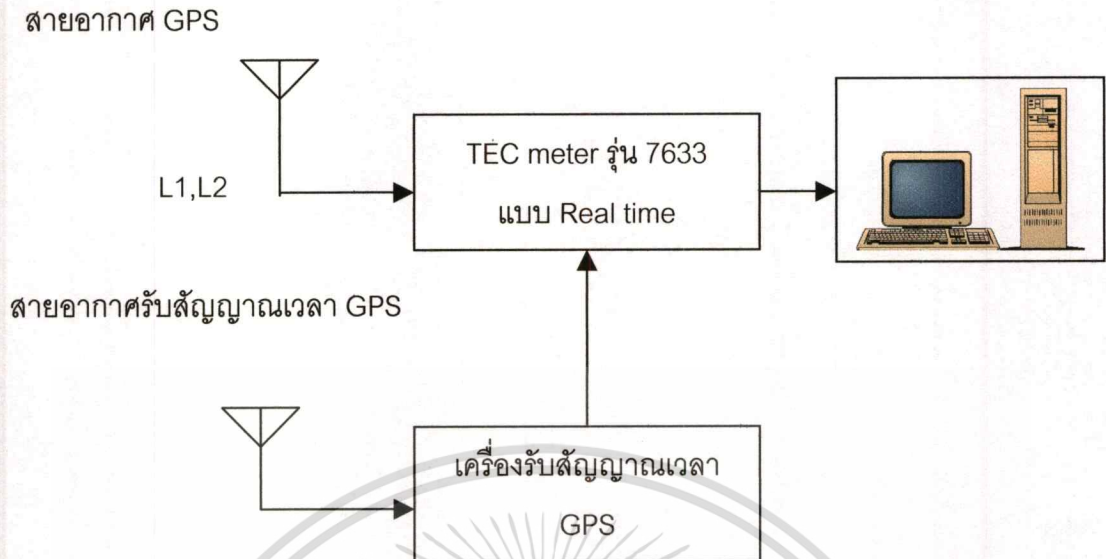 สายอากาศ GPS
TEC meter รุ่น 7633
แบบ Real time
L1,L2
สายอากาศรับสัญญาณเวลา GPS
เครื่องรับสัญญาณเวลา
GPS